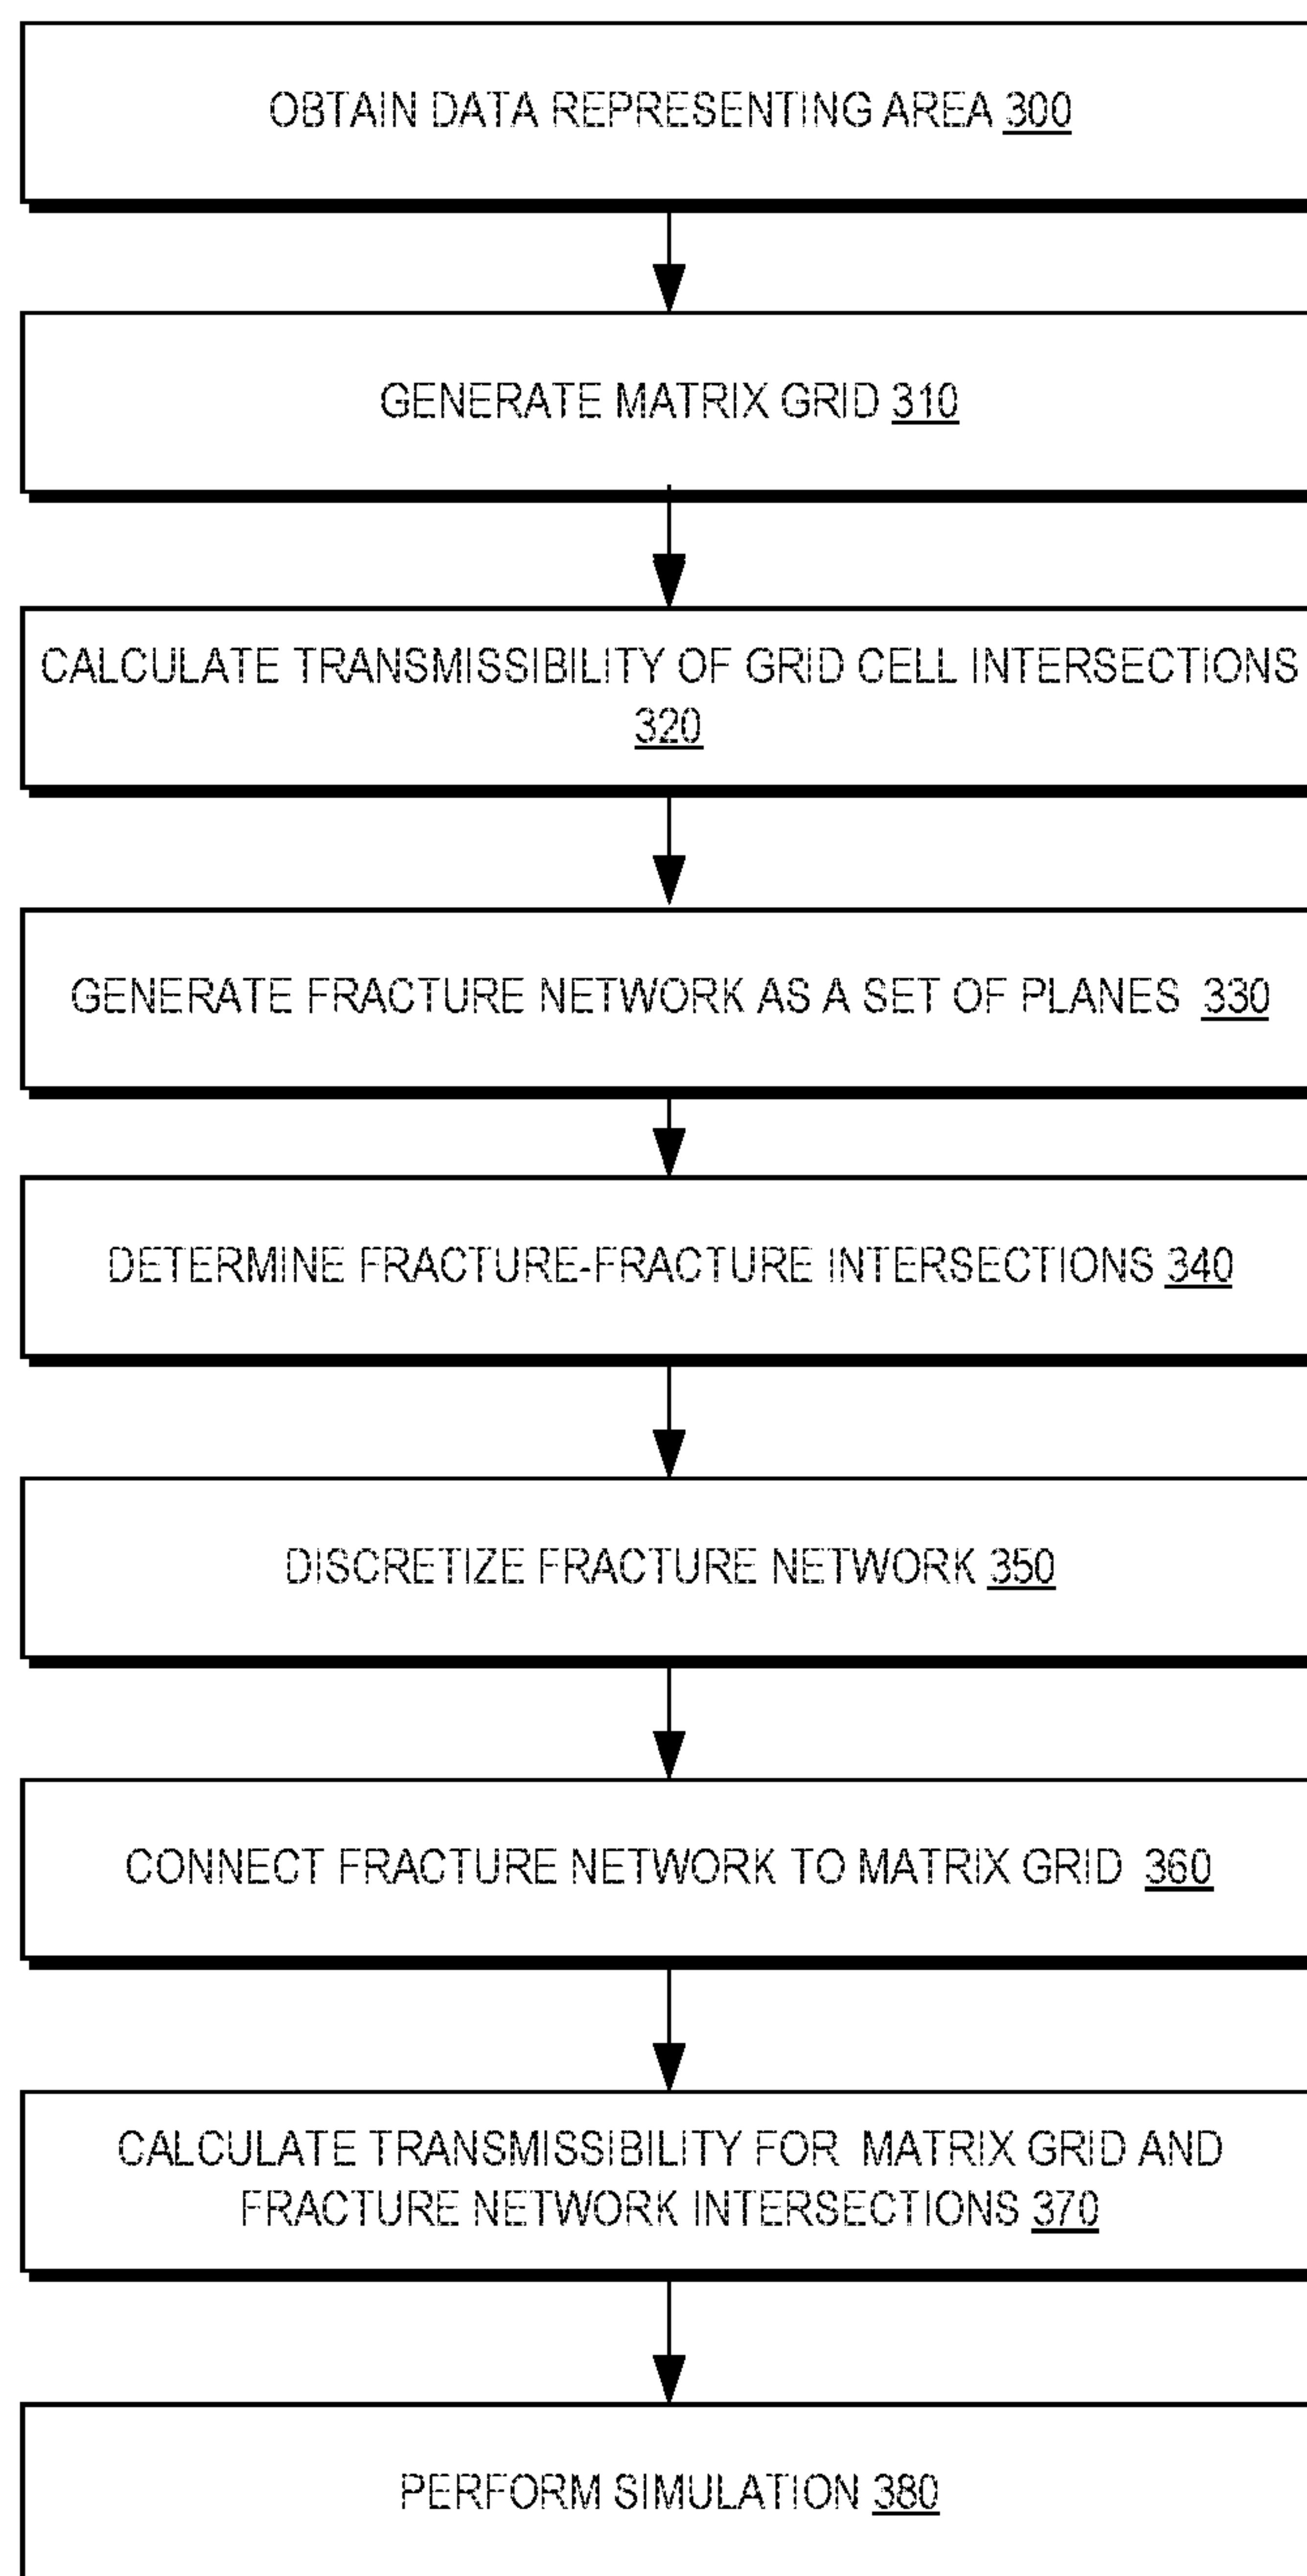 OBTAIN DATA REPRESENTING AREA 300
GENERATE MATRIX GRID 310
CALCULATE TRANSMISSIBILITY OF GRID CELL INTERSECTIONS
320
GENERATE FRACTURE NETWORK AS A SET OF PLANES 330
DETERMINE FRACTURE-FRACTURE INTERSECTIONS 340
DISCRETIZE FRACTURE NETWORK 350
CONNECT FRACTURE NETWORK TO MATRIX GRID 360
CALCULATE TRANSMISSIBILITY FOR MATRIX GRID AND
FRACTURE NETWORK INTERSECTIONS 370
PERFORM SIMULATION 380